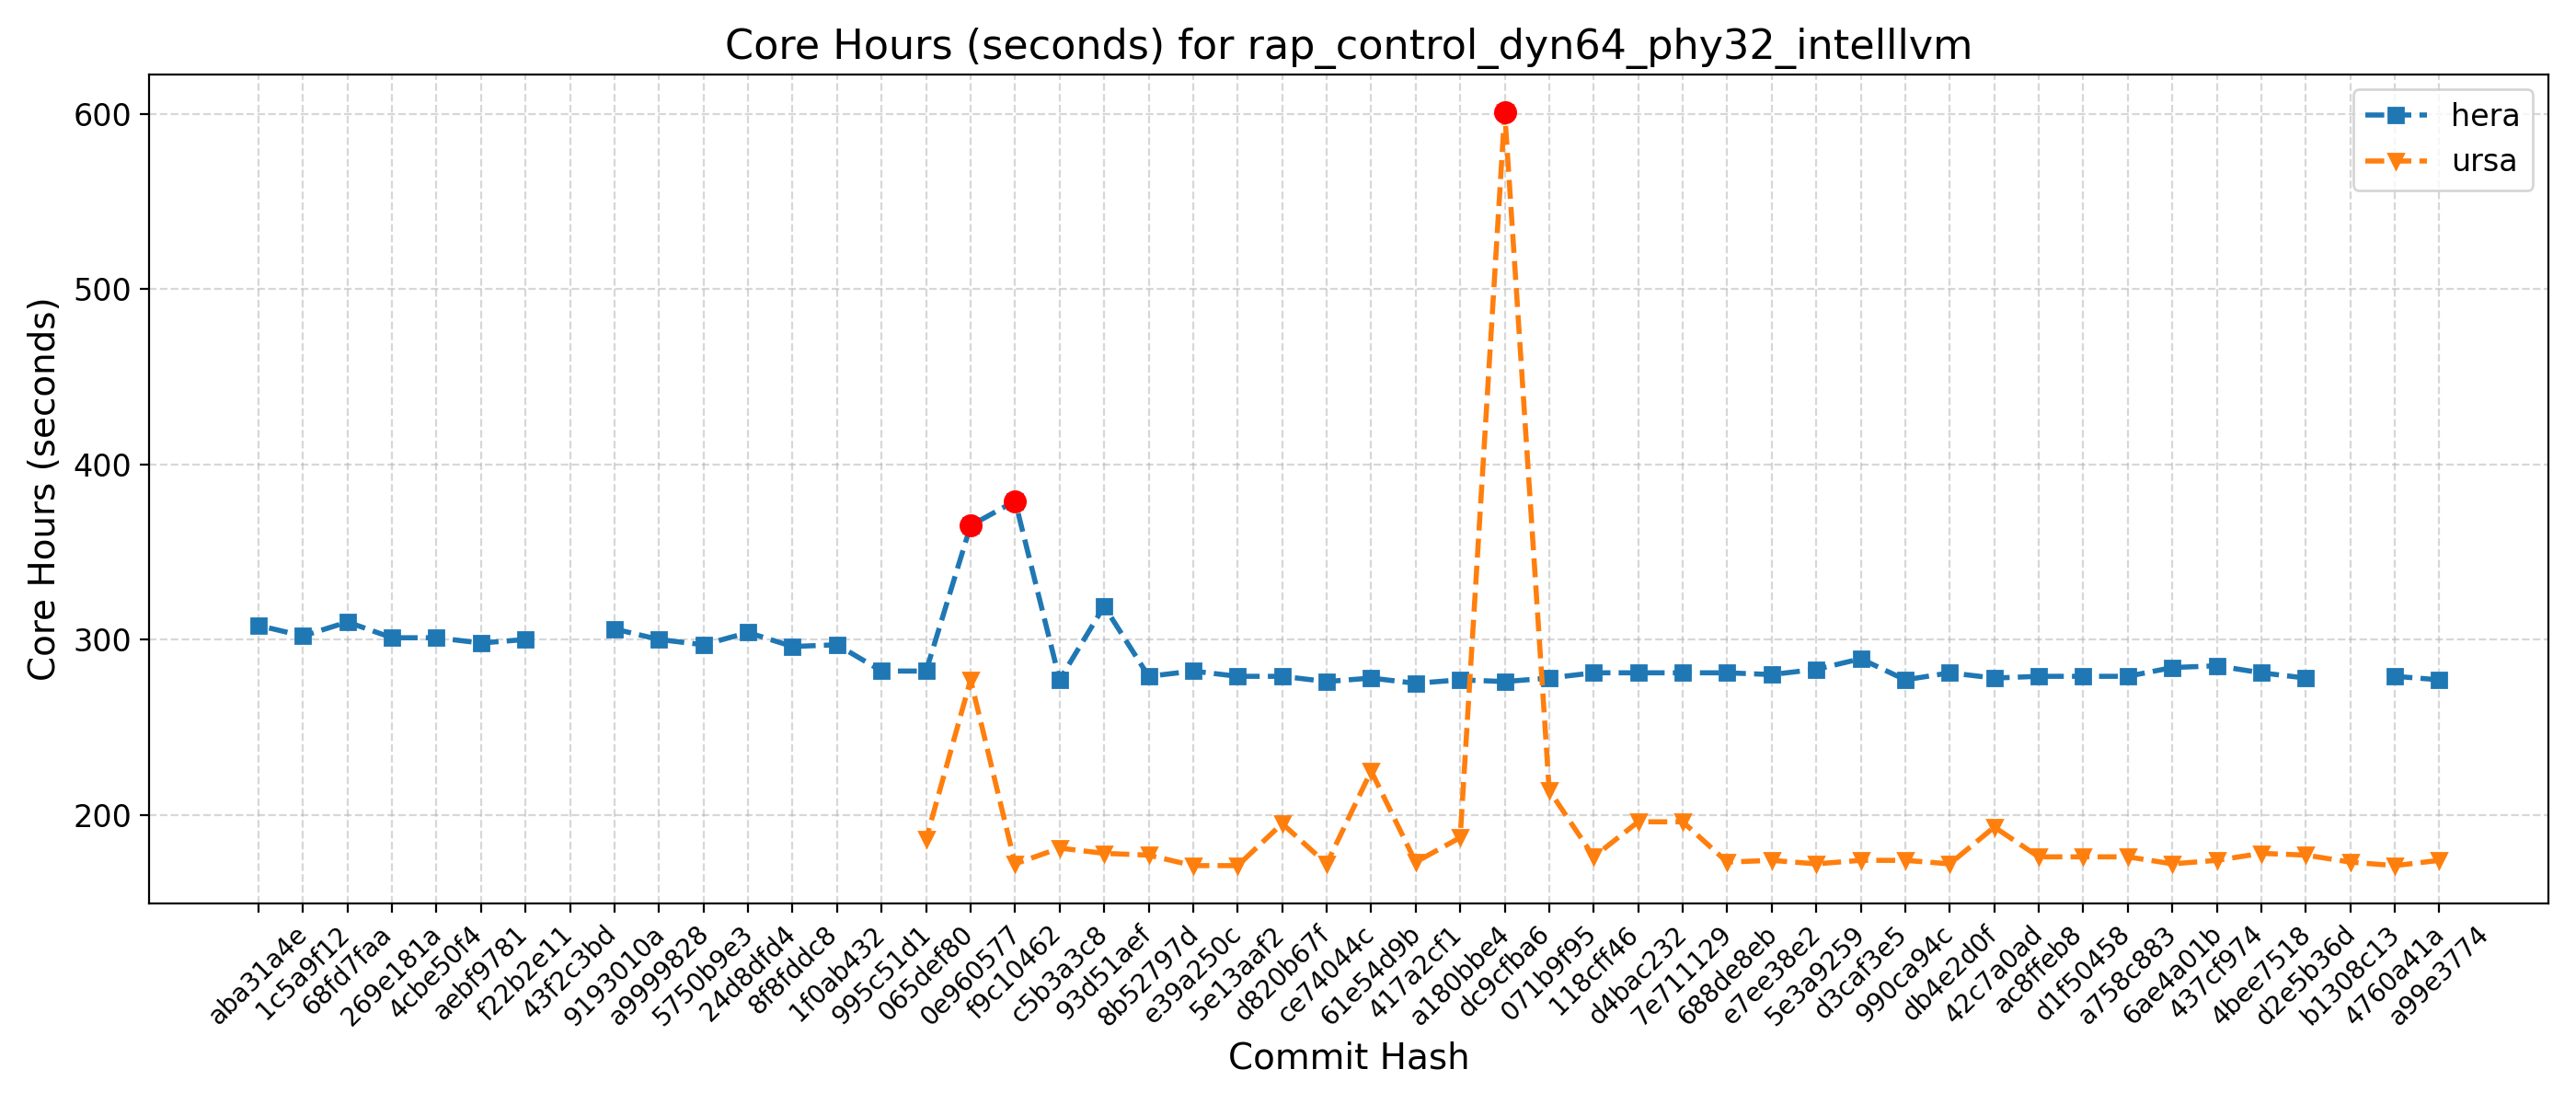 Core Hours (seconds) for rap_control_dyn64_phy32_intelllvm
hera
ursa
Core Hours (seconds)
600
500
400
300
200
aba31a4e
1c5a9f12
68fd7faa
269e181a
4cbe50f4
aebf9781
f22b2e11
43f2c3bd
9193010a
a9999828
5750b9e3
24d8dfd4
8f8fddc8
1f0ab432
995c51d1
065def80
0e960577
f9c10462
c5b3a3c8
93d51aef
8b52797d
e39a250c
5e13aaf2
d820b67f
ce74044c
61e54d9b
417a2cf1
a180bbe4
dc9cfba6
071b9f95
118cff46
d4bac232
7e711129
688de8eb
e7ee38e2
5e3a9259
d3caf3e5
990ca94c
db4e2d0f
42c7a0ad
ac8ffeb8
d1f50458
a758c883
6ae4a01b
437cf974
4bee7518
d2e5b36d
b1308c13
4760a41a
a99e3774
Commit Hash